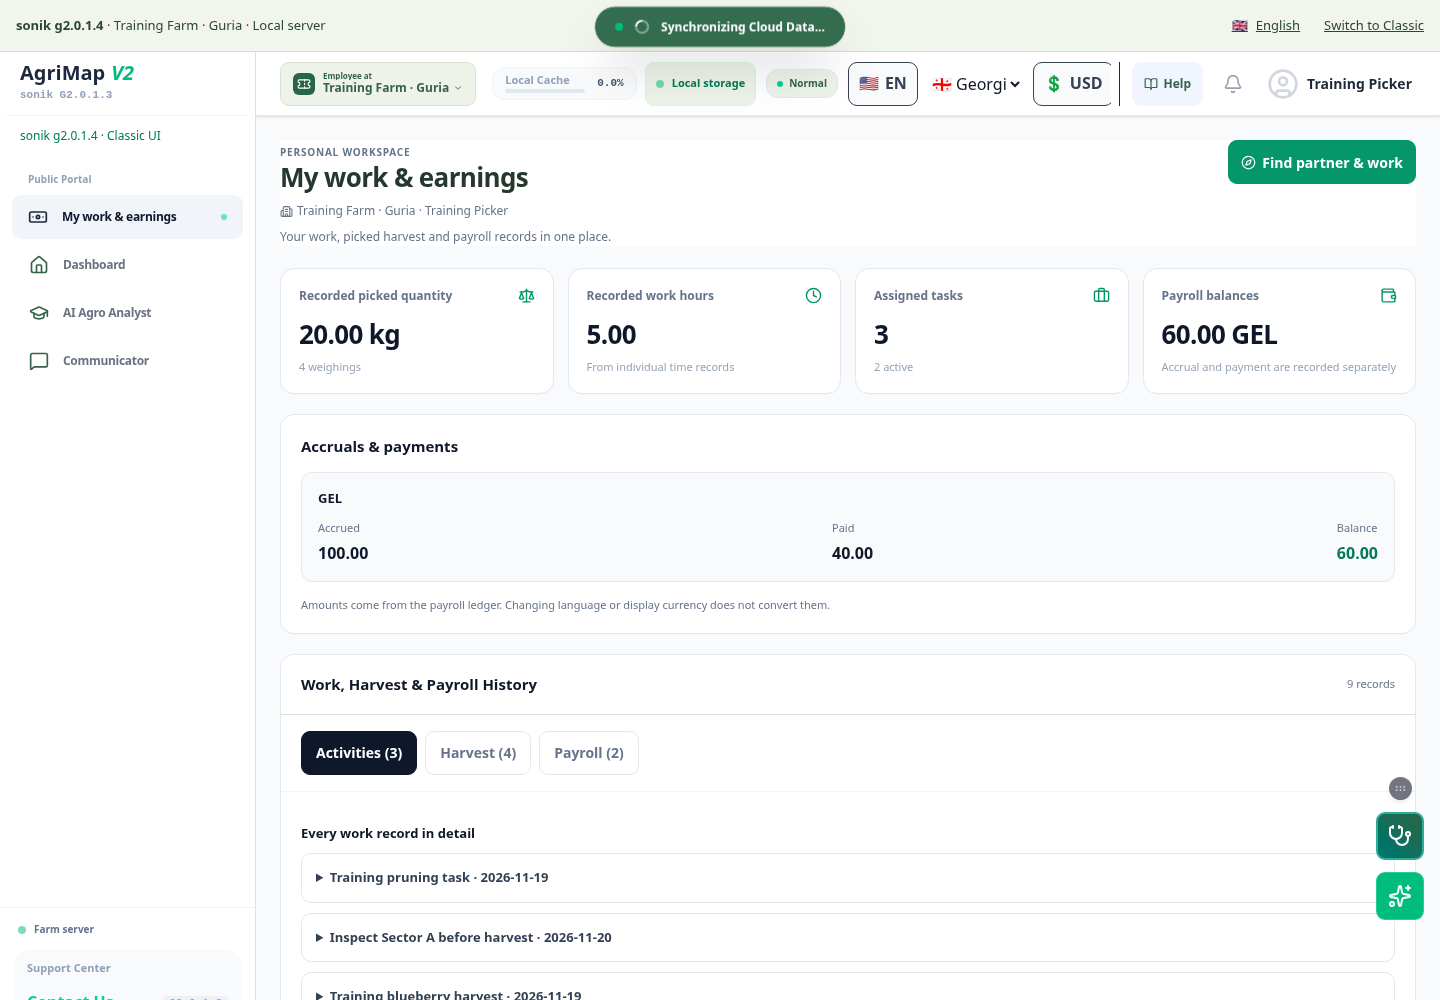 sonik g2.0.1.4 · Training Farm · Guria · Local server
Synchronizing Cloud Data...
English
Switch to Classic
AgriMap V2
sonik G2.0.1.3
Employee at
Training Farm · Guria
Local Cache
0.0%
Local storage
Normal
EN
Georgi
USD
Help
Training Picker
sonik g2.0.1.4 · Classic UI
Public Portal
My work & earnings
Dashboard
AI Agro Analyst
Communicator
PERSONAL WORKSPACE
My work & earnings
Training Farm · Guria · Training Picker
Your work, picked harvest and payroll records in one place.
Find partner & work
Recorded picked quantity
20.00 kg
4 weighings
Recorded work hours
5.00
From individual time records
Assigned tasks
3
2 active
Payroll balances
60.00 GEL
Accrual and payment are recorded separately
Accruals & payments
GEL
Accrued
100.00
Paid
40.00
Balance
60.00
Amounts come from the payroll ledger. Changing language or display currency does not convert them.
Work, Harvest & Payroll History
9 records
Activities (3)
Harvest (4)
Payroll (2)
Every work record in detail
Training pruning task · 2026-11-19
Inspect Sector A before harvest · 2026-11-20
Training blueberry harvest · 2026-11-19
Farm server
Support Center
Contact Us